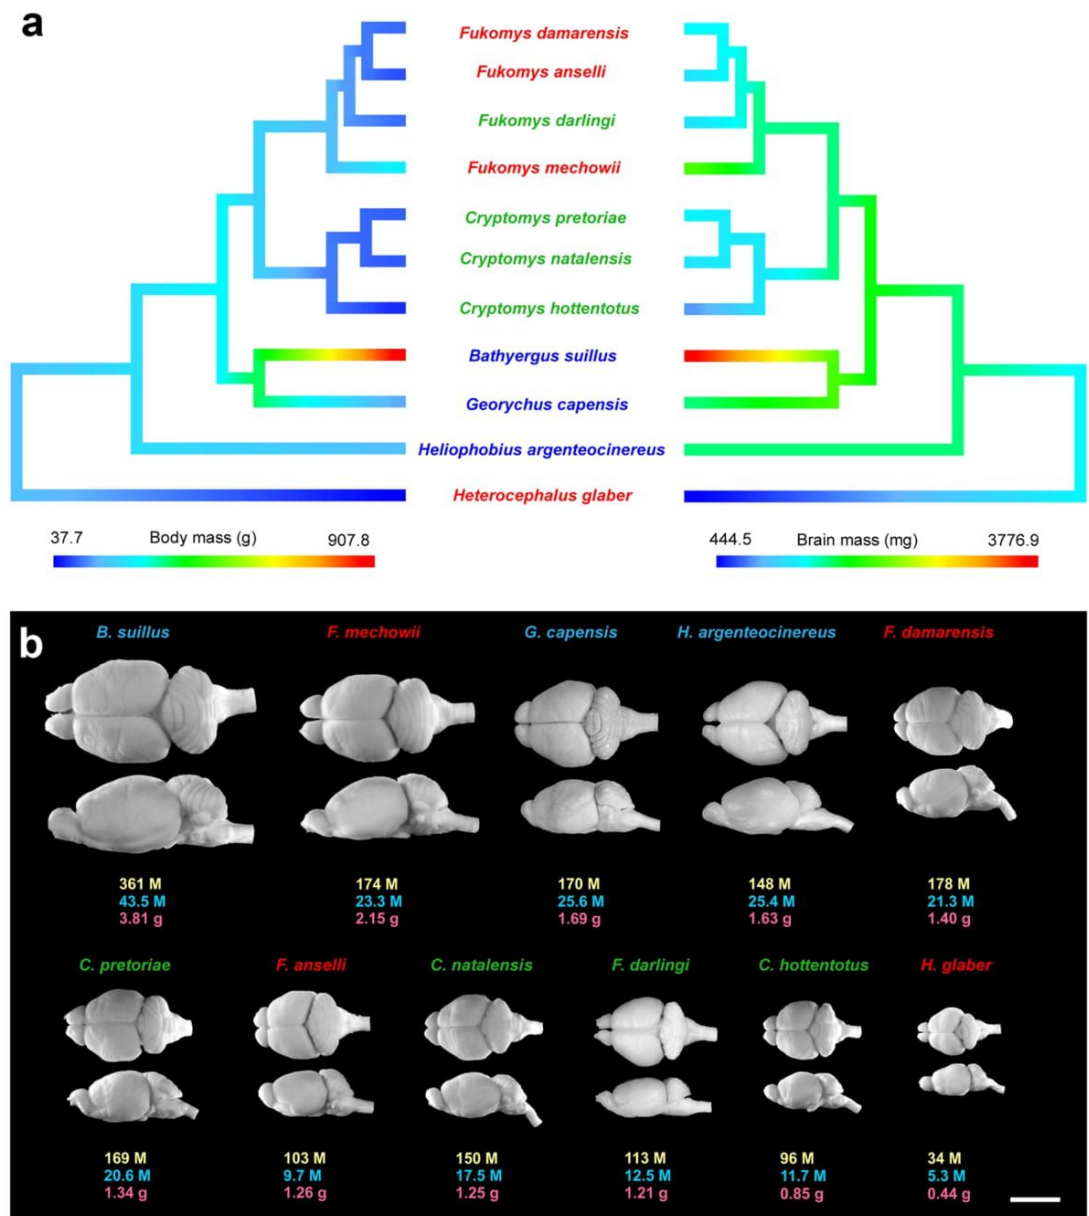 a
Fukomys damarensis
Fukomys anselli
Fukomys darlingi
Fukomys mechowii
Cryptomys pretoriae
Cryptomys natalensis
Cryptomys hottentotus
Bathyergus suillus
Georychus capensis
Heliophobius argenteocinereus
Heterocephalus glaber
37.7 Body mass (g) 907.8
444.5 Brain mass (mg) 3776.9
b
B. suillus F. mechowii G. capensis H. argenteocinereus F. damarensis
361 M 174 M 170 M 148 M 178 M
43.5 M 23.3 M 25.6 M 25.4 M 21.3 M
3.81 g 2.15 g 1.69 g 1.63 g 1.40 g
C. pretoriae F. anselli C. natalensis F. darlingi C. hottentotus H. glaber
169 M 103 M 150 M 113 M 96 M 34 M
20.6 M 9.7 M 17.5 M 12.5 M 11.7 M 5.3 M
1.34 g 1.26 g 1.25 g 1.21 g 0.85 g 0.44 g